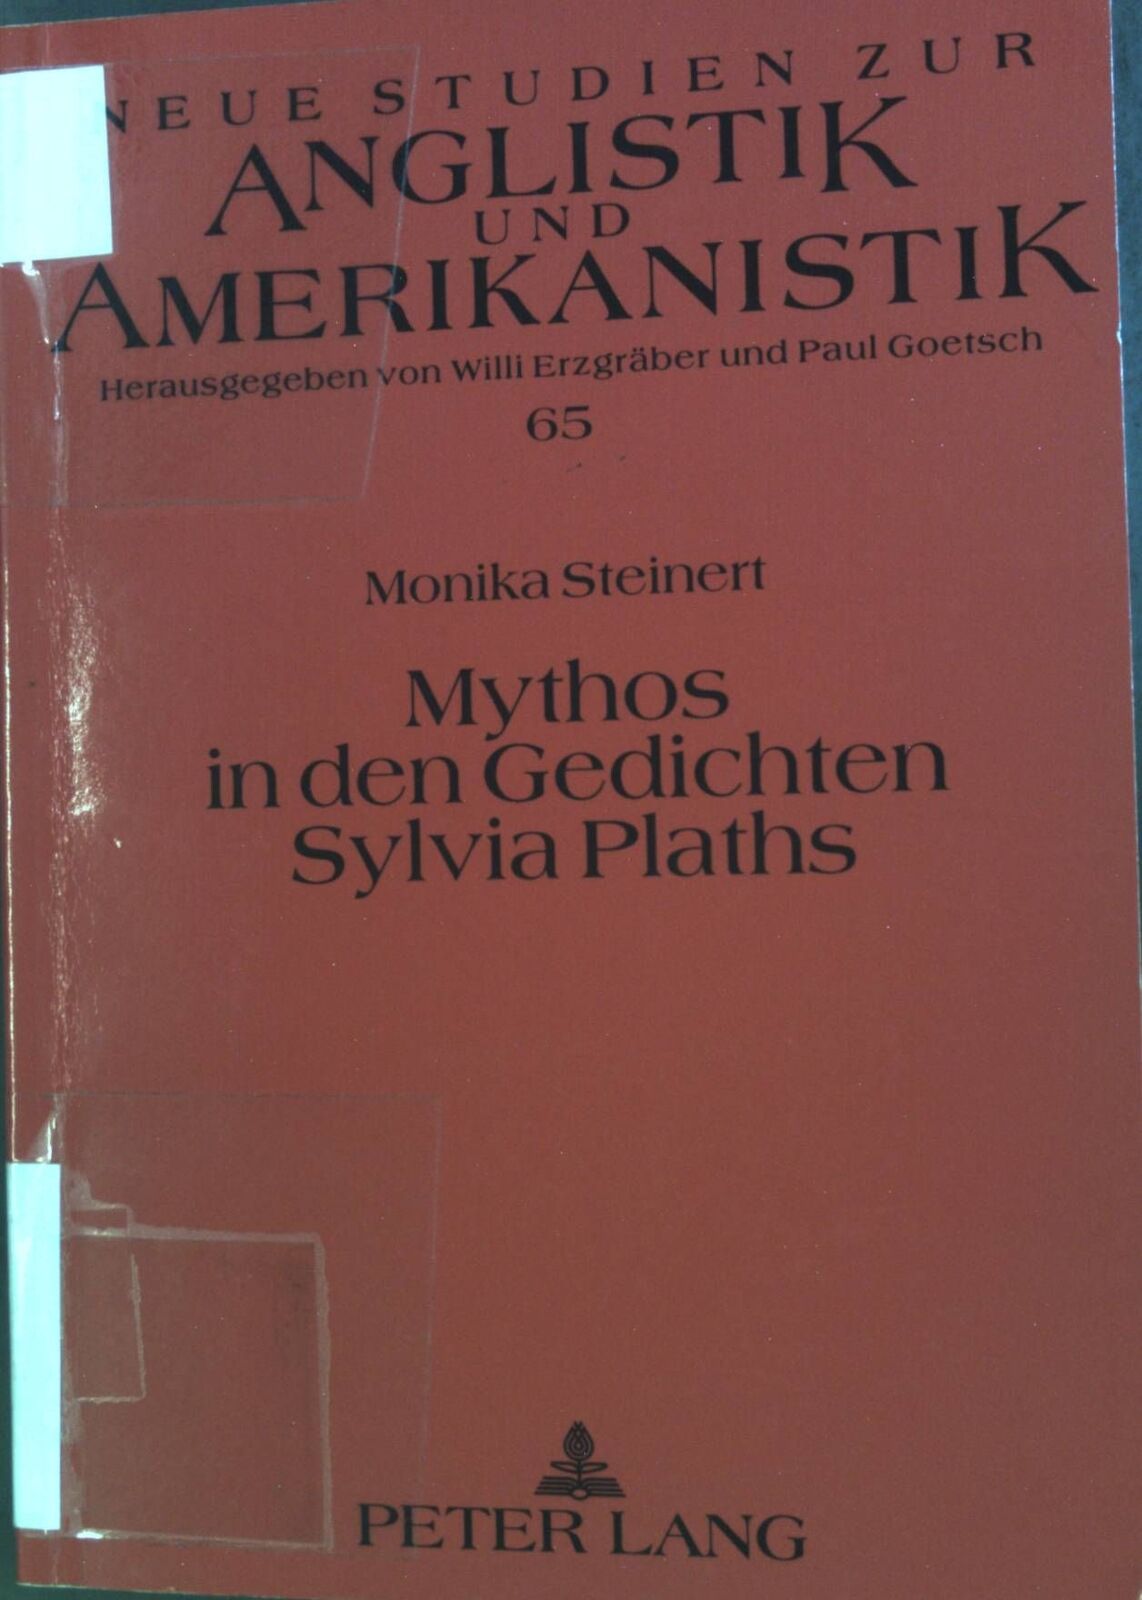 NEUE STUDIEN ZUR
ANGLISTIK
UND
AMERIKANISTIK
Herausgegeben von Willi Erzgräber und Paul Goetsch
65
Monika Steinert
Mythos
in den Gedichten
Sylvia Plaths
PETER LANG